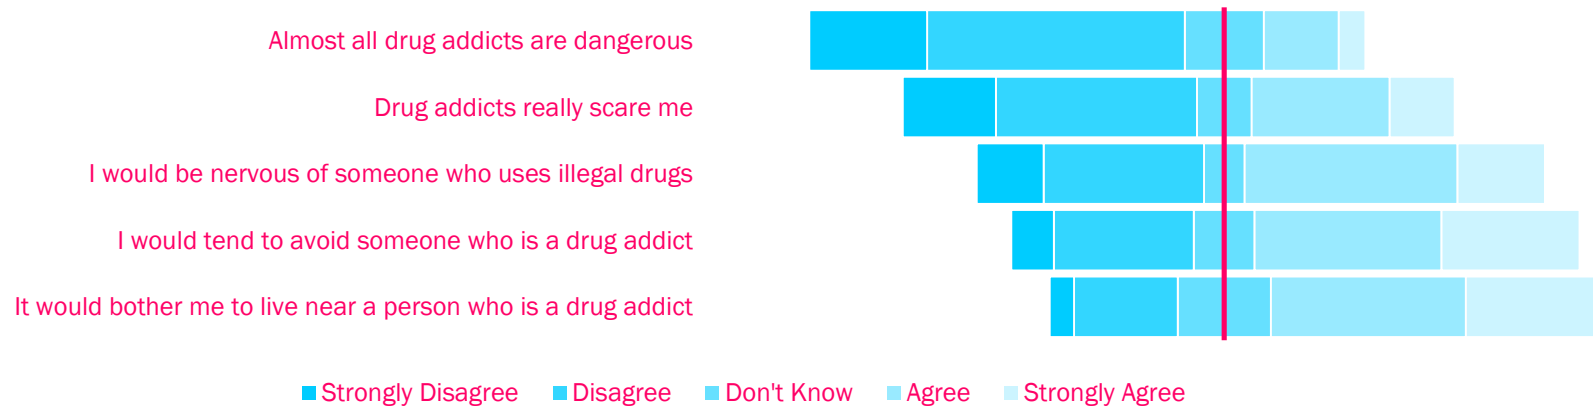 Almost all drug addicts are dangerous
Drug addicts really scare me
I would be nervous of someone who uses illegal drugs
I would tend to avoid someone who is a drug addict
It would bother me to live near a person who is a drug addict
Strongly Disagree Disagree Don't Know Agree Strongly Agree